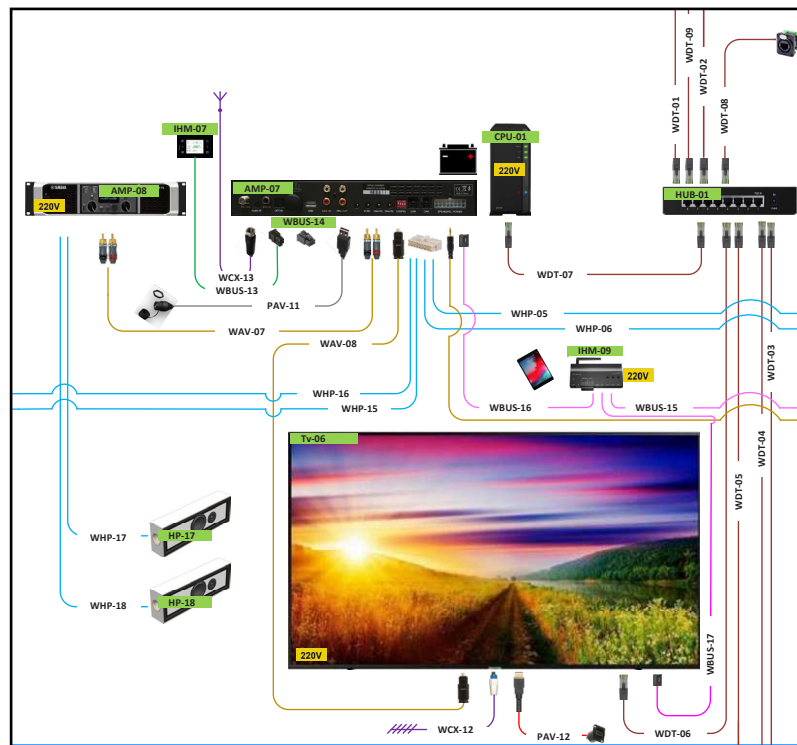 WDT-09
WDT-01
WDT-02
WDT-08
IHM-07
CPU-01
220V
AMP-08
220V
AMP-07
HUB-01
WBUS-14
WCX-13
WBUS-13
WDT-07
PAV-11
WHP-05
WAV-07
WHP-06
WAV-08
IHM-09
220V
WDT-03
WHP-16
WHP-15
WBUS-16
WBUS-15
Tv-06
WDT-04
WDT-05
WHP-17
HP-17
WHP-18
HP-18
220V
WBUS-17
WCX-12
PAV-12
WDT-06